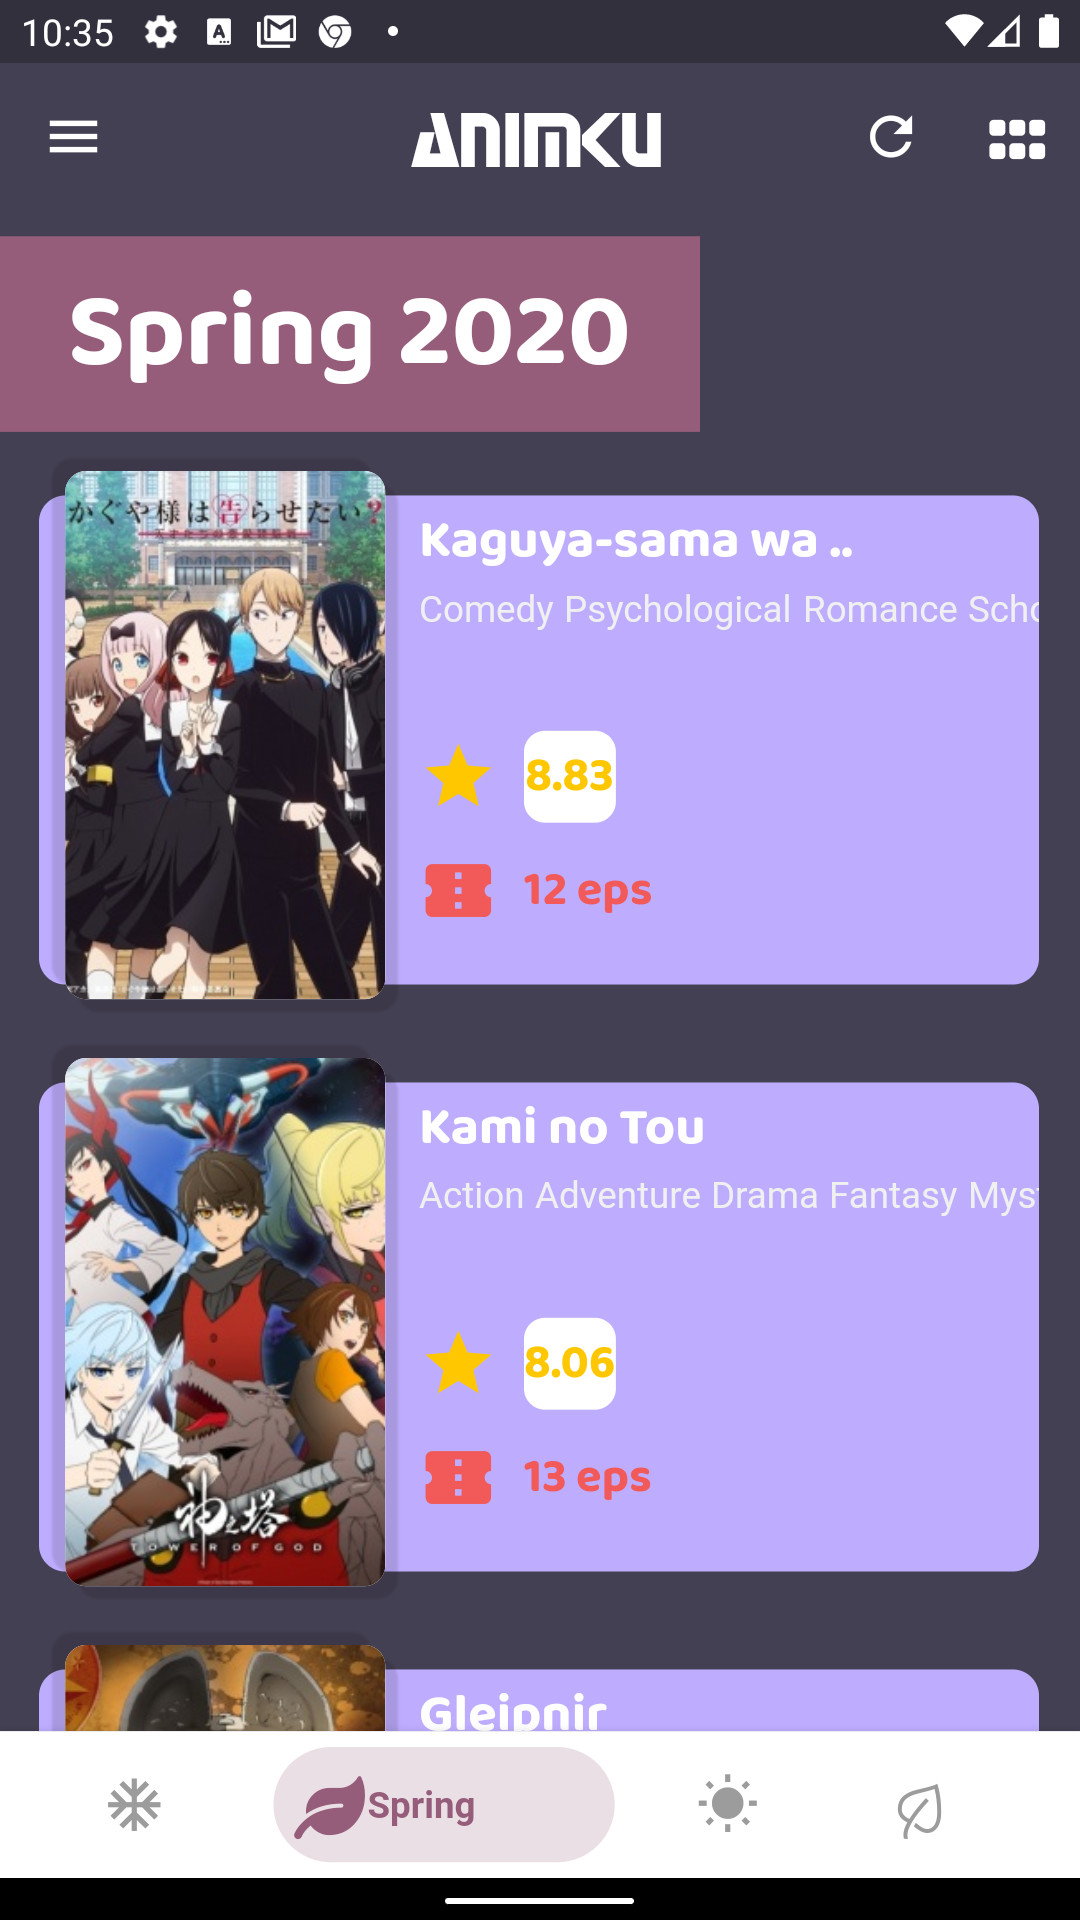 10:35
ANIMKU
Spring 2020
かぐや様は告らせたい?
Kaguya-sama wa ..
Comedy Psychological Romance Scho
8.83
12 eps
Kami no Tou
Action Adventure Drama Fantasy Myst
8.06
13 eps
神之塔
TOWER OF GOD
Gleipnir
Spring